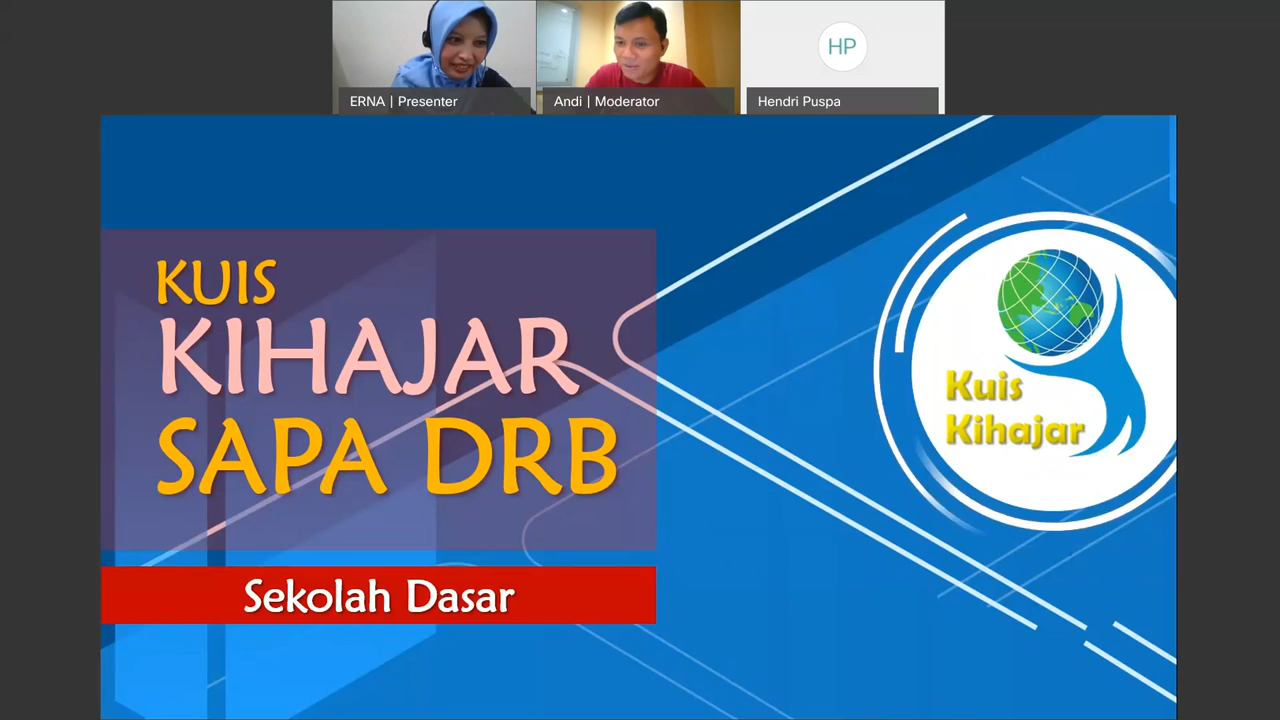 HP
ERNA | Presenter
Andi | Moderator
Hendri Puspa
KUIS
KIHAJAR
SAPA DRB
Sekolah Dasar
Kuis
Kihajar